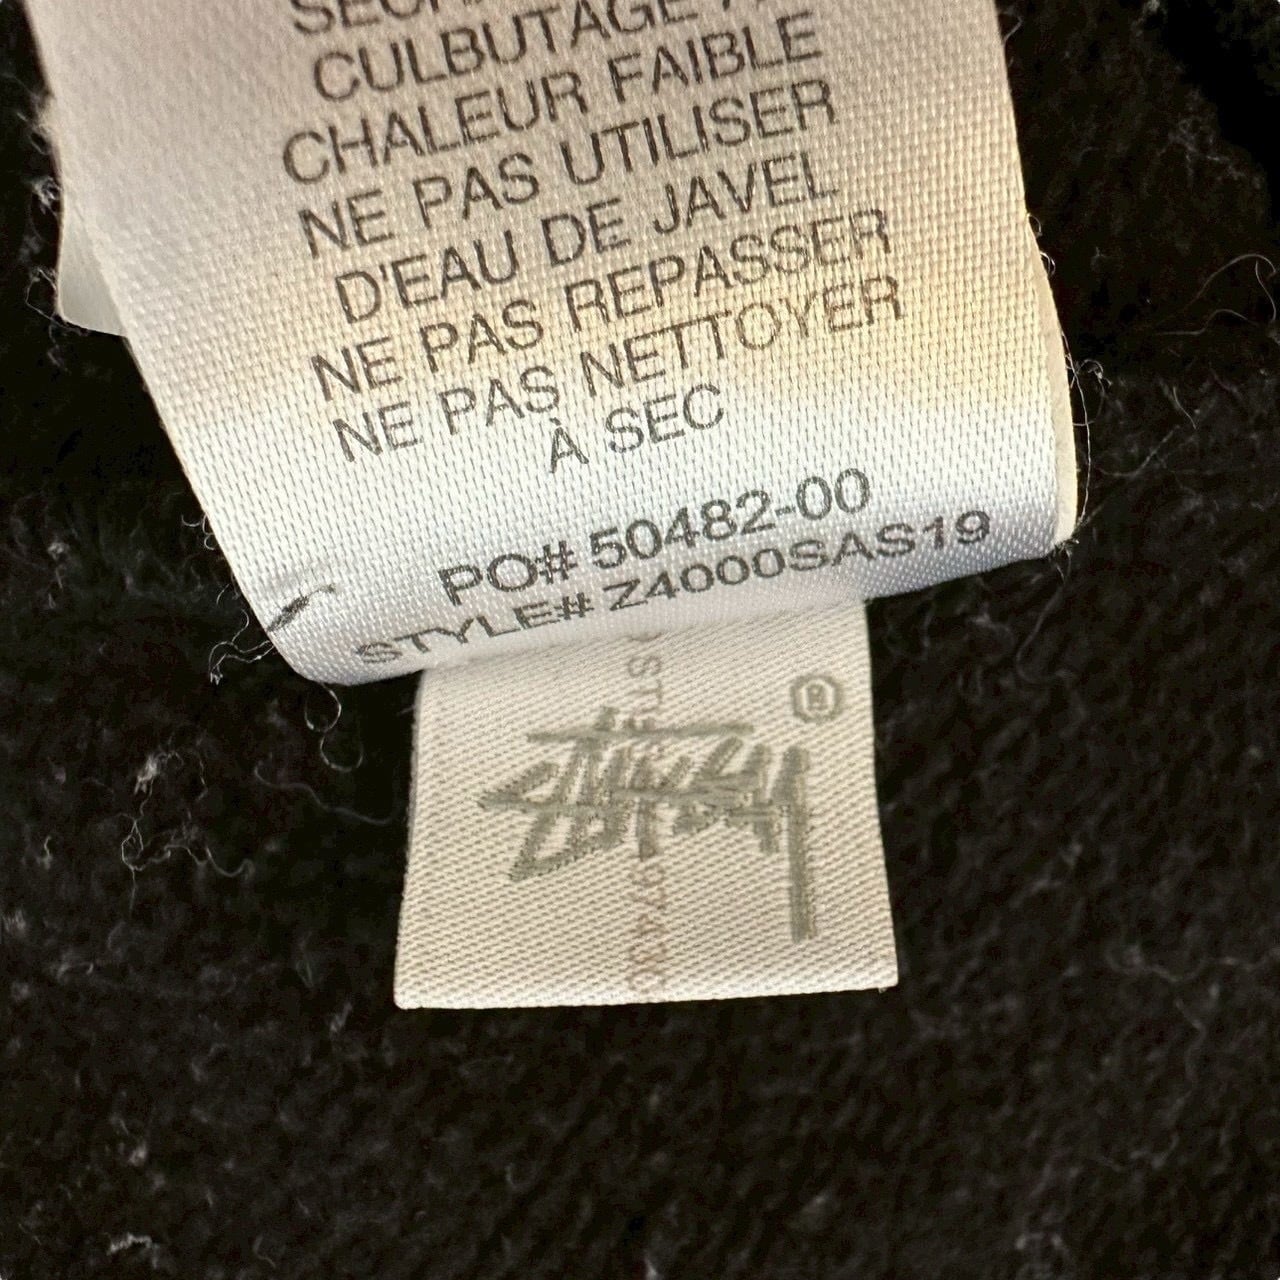 CULBUTAGE
CHALEUR FAIBLE
NE PAS UTILISER
D'EAU DE JAVEL
NE PAS REPASSER
NE PAS NETTOYER
À SEC
PO# 50482-00
STYLE# Z4000SAS19
Stüssy ®